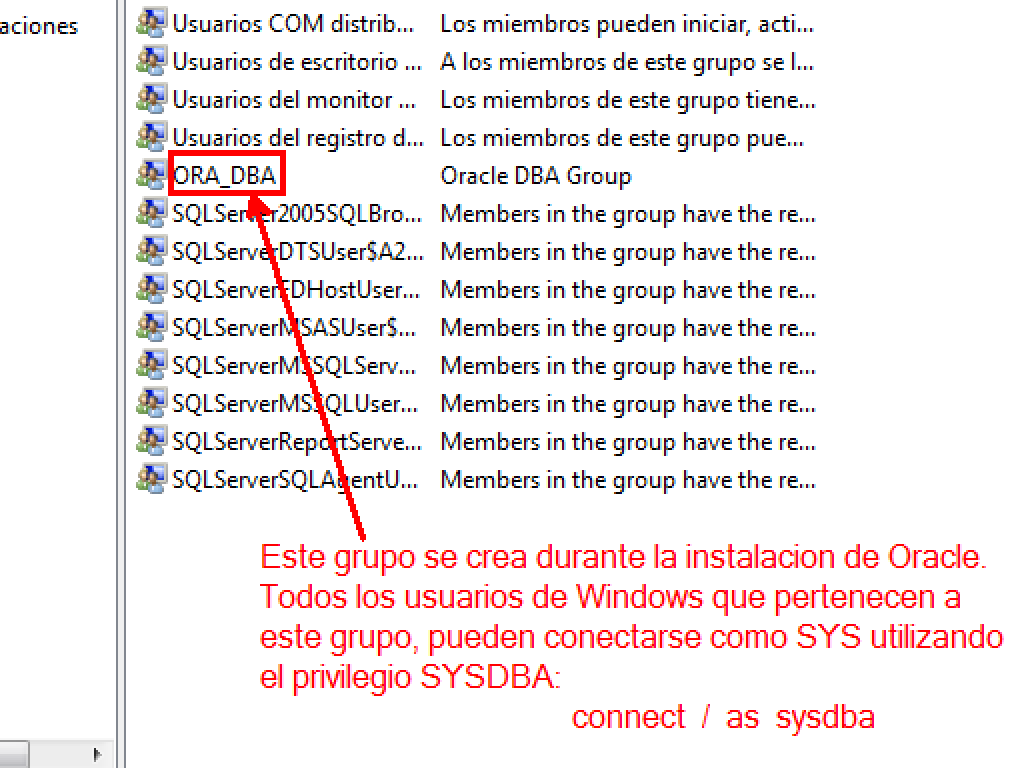 aciones
Usuarios COM distrib... Los miembros pueden iniciar, acti...
Usuarios de escritorio ... A los miembros de este grupo se l...
Usuarios del monitor ... Los miembros de este grupo tiene...
Usuarios del registro d... Los miembros de este grupo pue...
ORA_DBA Oracle DBA Group
SQLServer2005SQLBro... Members in the group have the re...
SQLServerDTSUser$A2... Members in the group have the re...
SQLServerFDHostUser... Members in the group have the re...
SQLServerMSASUser$... Members in the group have the re...
SQLServerMSSQLServ... Members in the group have the re...
SQLServerMSSQLUser... Members in the group have the re...
SQLServerReportServe... Members in the group have the re...
SQLServerSQLAgentU... Members in the group have the re...
Este grupo se crea durante la instalacion de Oracle.
Todos los usuarios de Windows que pertenecen a
este grupo, pueden conectarse como SYS utilizando
el privilegio SYSDBA:
connect / as sysdba